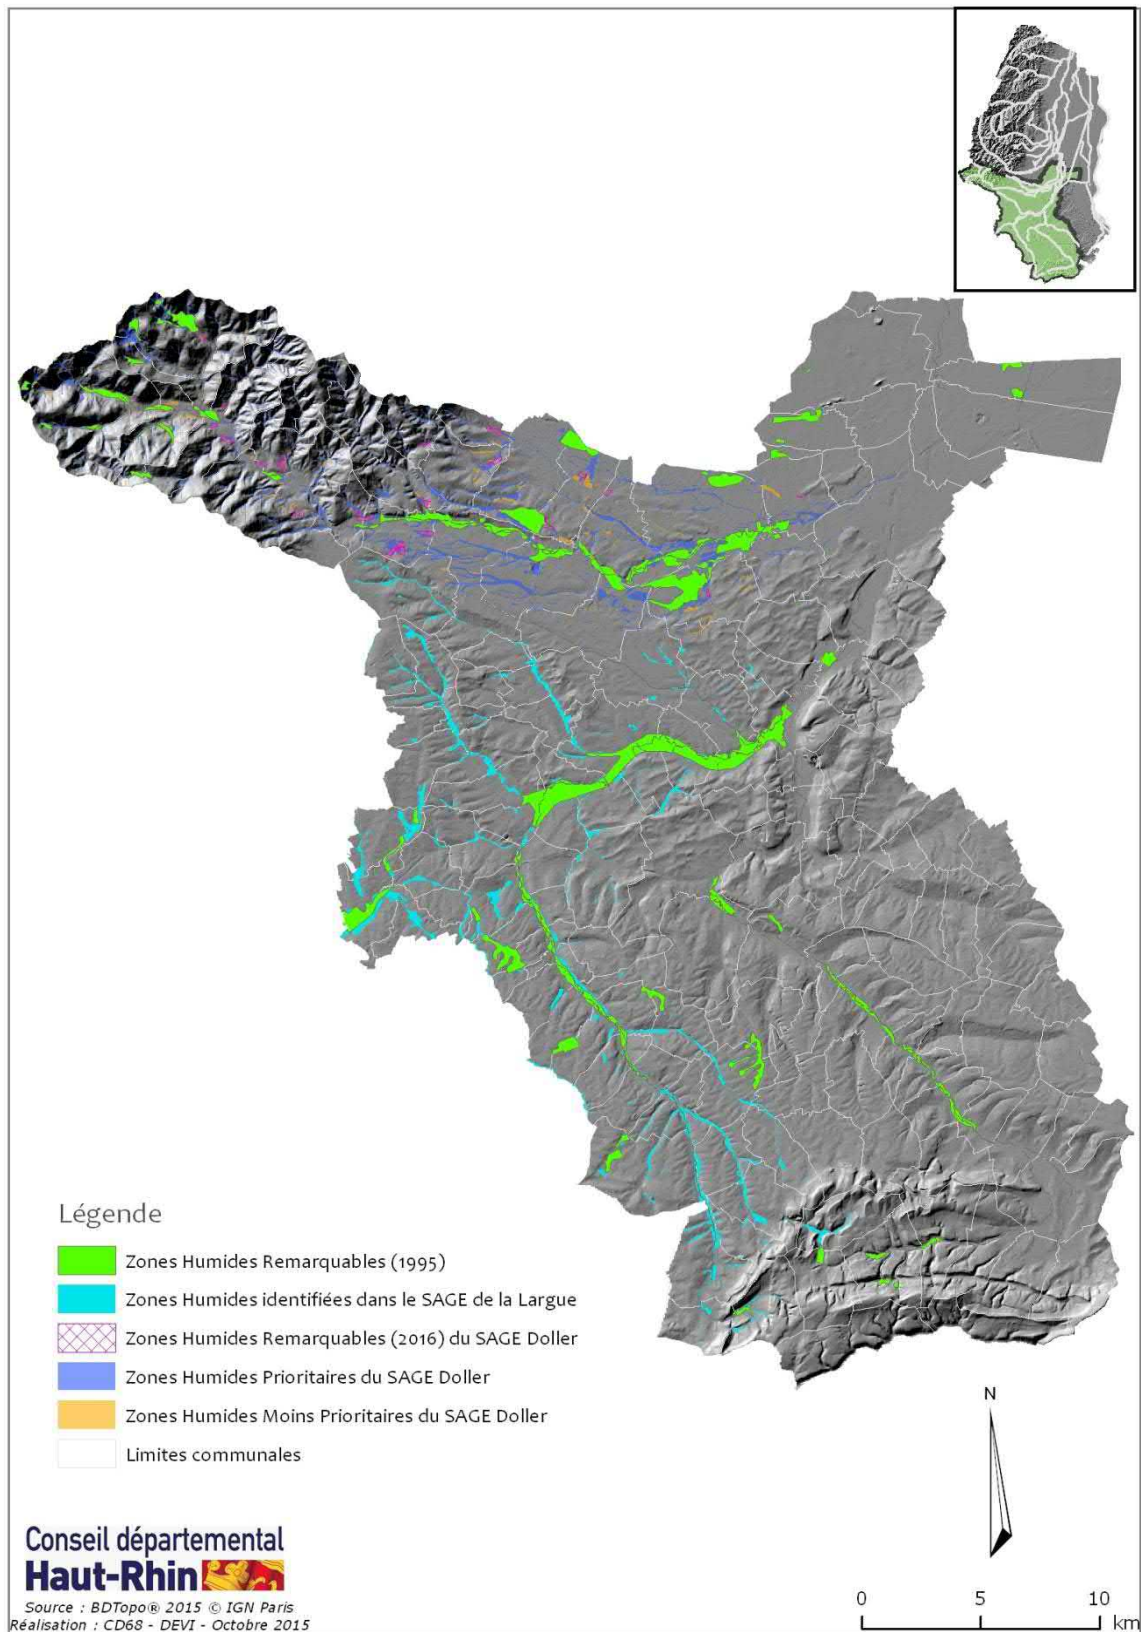 Légende
Zones Humides Remarquables (1995)
Zones Humides identifiées dans le SAGE de la Largue
Zones Humides Remarquables (2016) du SAGE Doller
Zones Humides Prioritaires du SAGE Doller
Zones Humides Moins Prioritaires du SAGE Doller
Limites communales
N
Conseil départemental
Haut-Rhin
Source : BDTopo® 2015 © IGN Paris
Réalisation : CD68 - DEVI - Octobre 2015
0 5 10
km